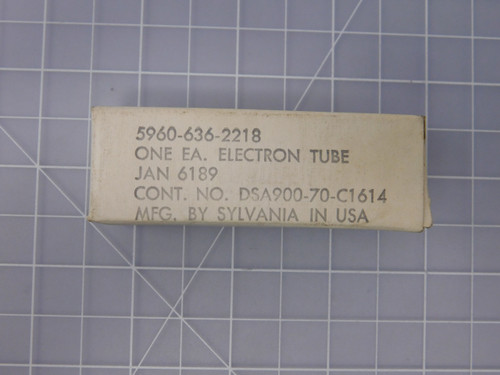 5960-636-2218
ONE EA. ELECTRON TUBE
JAN 6189
CONT. NO. DSA900-70-C1614
MFG. BY SYLVANIA IN USA